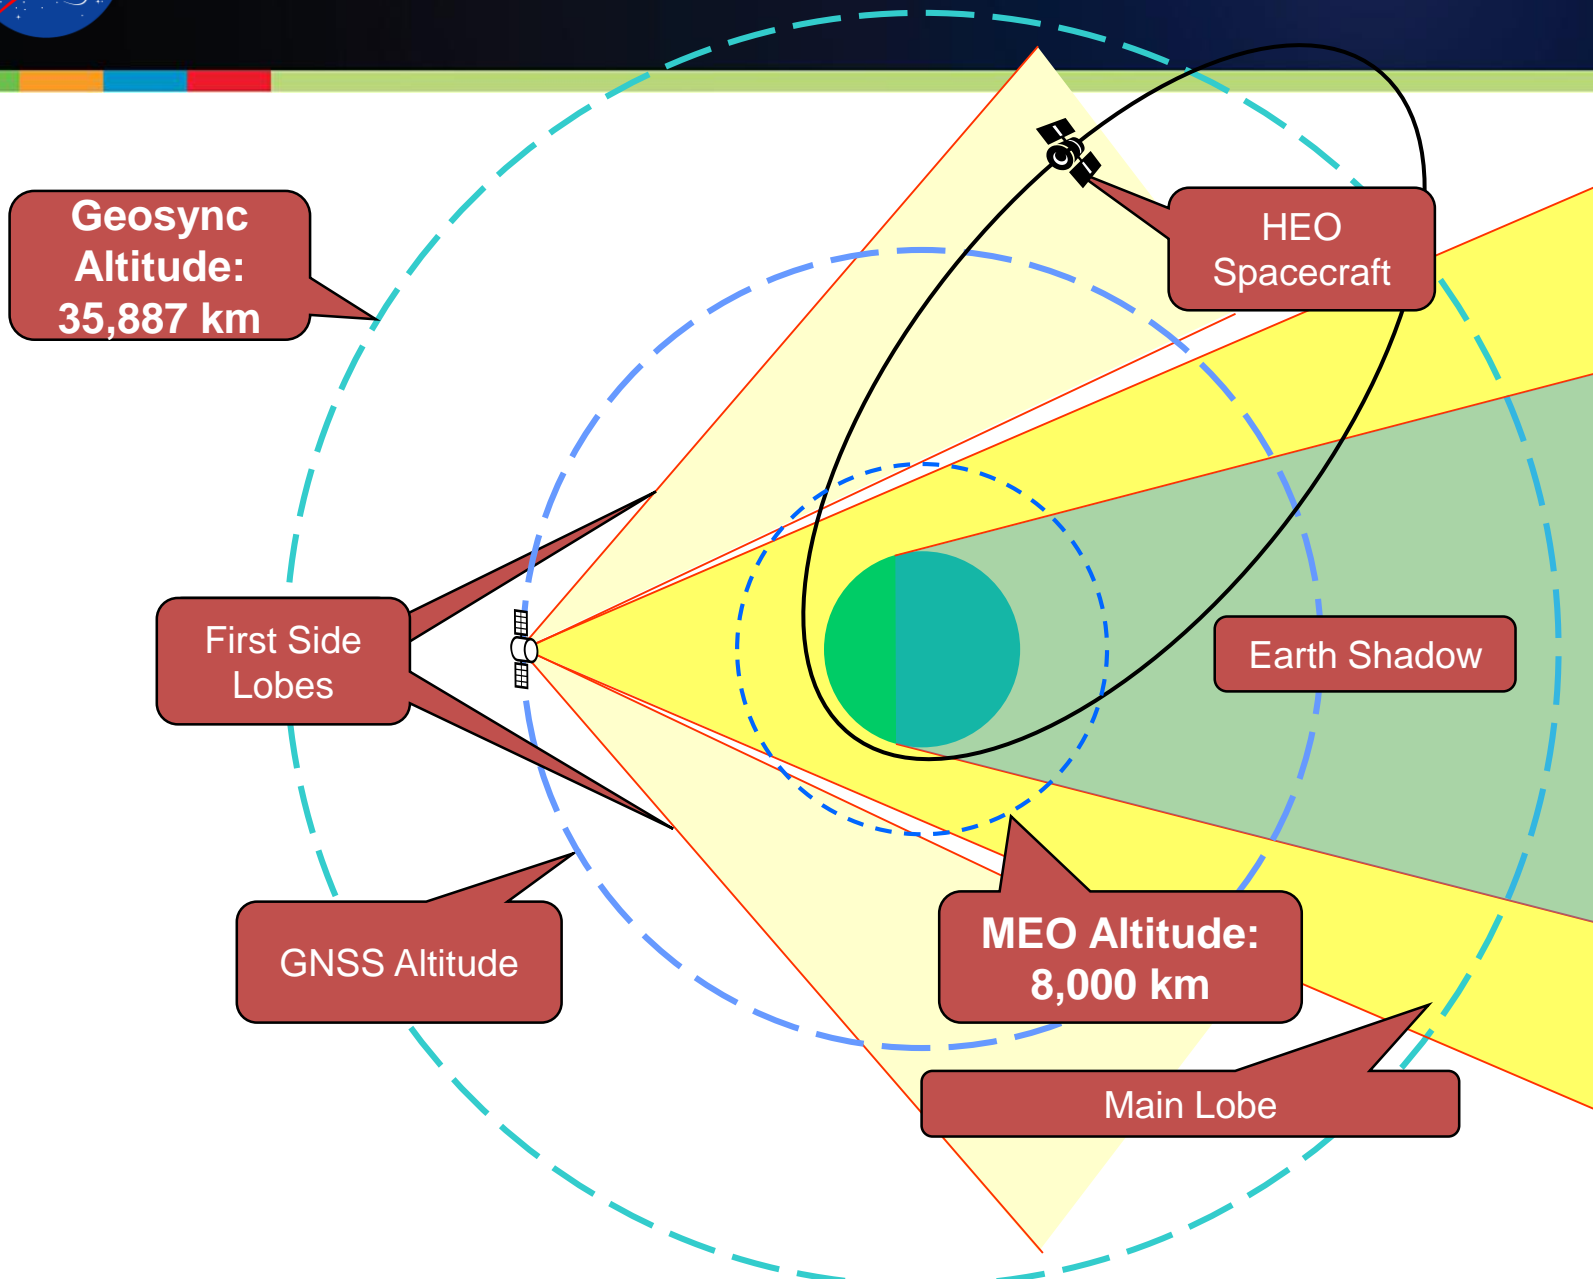 Geosync
Altitude:
35,887 km
HEO
Spacecraft
First Side
Lobes
Earth Shadow
GNSS Altitude
MEO Altitude:
8,000 km
Main Lobe